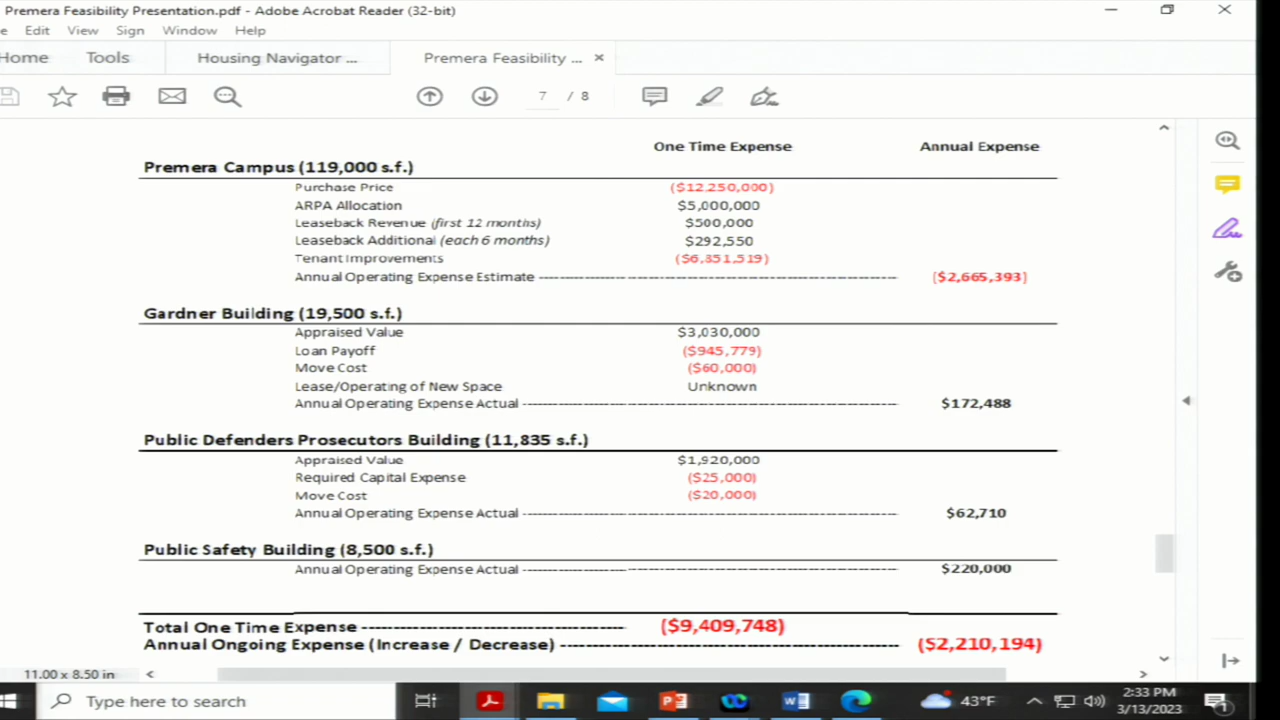 Premera Feasibility Presentation.pdf - Adobe Acrobat Reader (32-bit)
e Edit View Sign Window Help
Home Tools Housing Navigator ... Premera Feasibility ... ×
7 / 8
One Time Expense Annual Expense
Premera Campus (119,000 s.f.)
Purchase Price ($12,250,000)
ARPA Allocation $5,000,000
Leaseback Revenue (first 12 months) $500,000
Leaseback Additional (each 6 months) $292,550
Tenant Improvements ($6,851,519)
Annual Operating Expense Estimate ($2,665,393)
Gardner Building (19,500 s.f.)
Appraised Value $3,030,000
Loan Payoff ($945,779)
Move Cost ($60,000)
Lease/Operating of New Space Unknown
Annual Operating Expense Actual $172,488
Public Defenders Prosecutors Building (11,835 s.f.)
Appraised Value $1,920,000
Required Capital Expense ($25,000)
Move Cost ($20,000)
Annual Operating Expense Actual $62,710
Public Safety Building (8,500 s.f.)
Annual Operating Expense Actual $220,000
Total One Time Expense ($9,409,748)
Annual Ongoing Expense (Increase / Decrease) ($2,210,194)
11.00 x 8.50 in
Type here to search
43°F
2:33 PM
3/13/2023
1